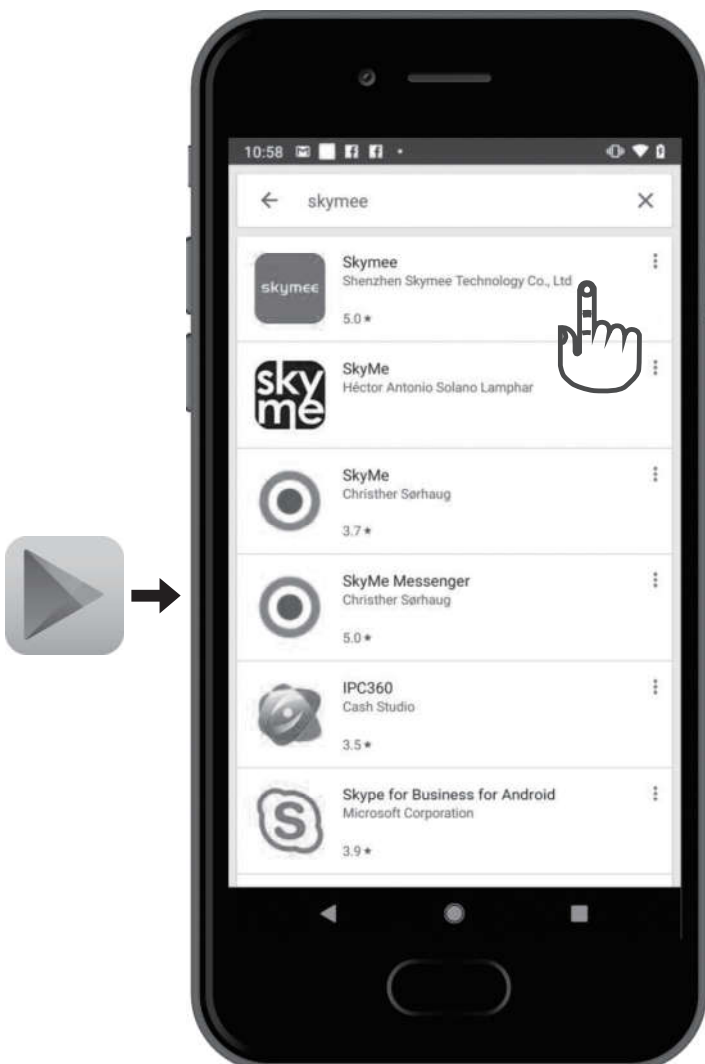 10:58
skymee
skymee
Skymee
Shenzhen Skymee Technology Co., Ltd
5.0★
sky
me
SkyMe
Héctor Antonio Solano Lamphar
SkyMe
Christher Sørhaug
3.7★
SkyMe Messenger
Christher Sørhaug
5.0★
IPC360
Cash Studio
3.5★
S
Skype for Business for Android
Microsoft Corporation
3.9★